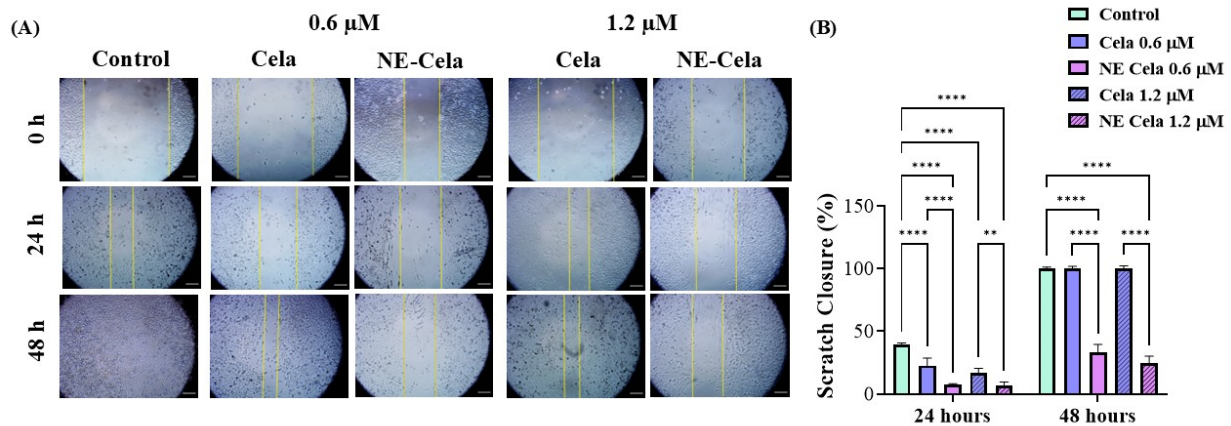 (A)
0.6 μM
1.2 μM
Control
Cela
NE-Cela
Cela
NE-Cela
0 h
24 h
48 h
(B)
Control
Cela 0.6 μM
NE Cela 0.6 μM
Cela 1.2 μM
NE Cela 1.2 μM
Scratch Closure (%)
150
100
50
0
****
****
****
****
****
**
****
****
****
****
24 hours
48 hours